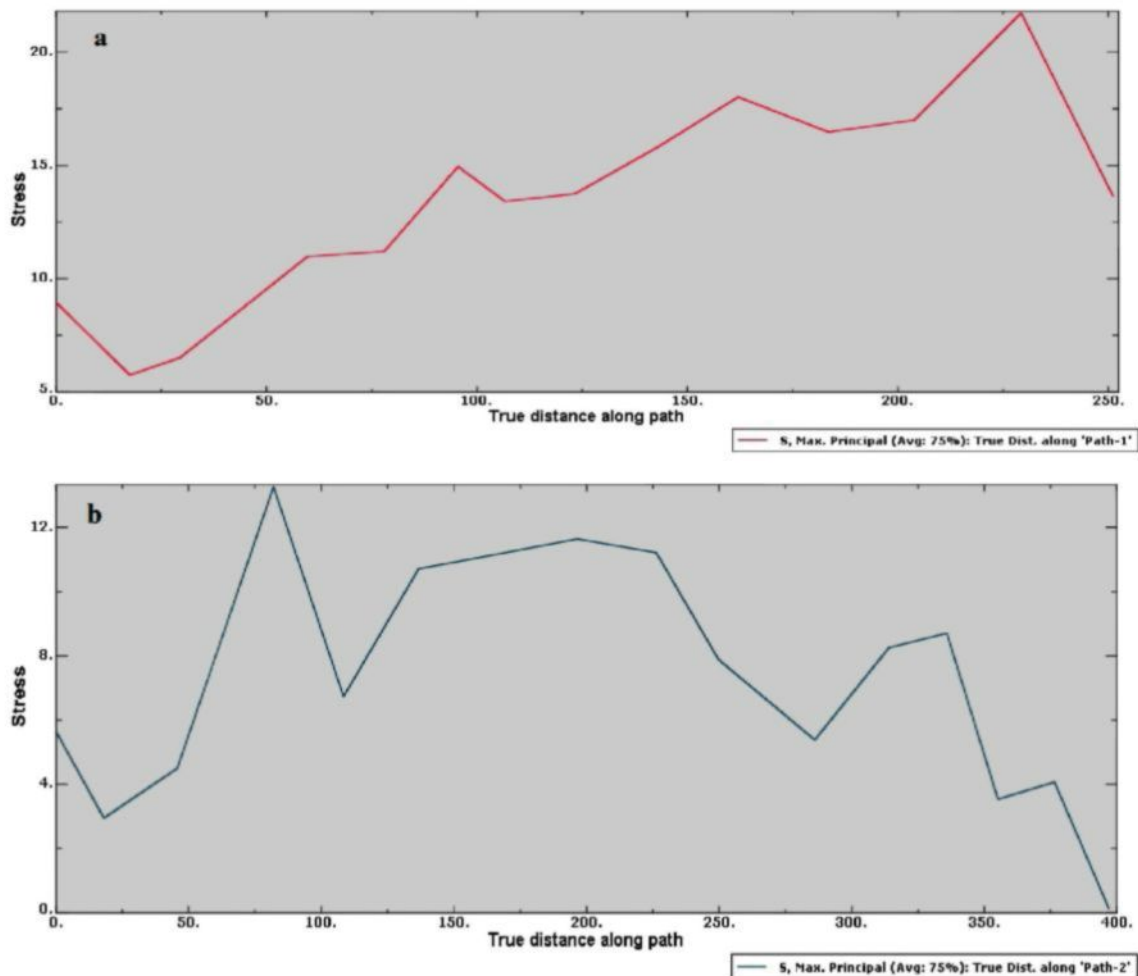 a
20.
15.
10.
5.
Stress
0. 50. 100. 150. 200. 250.
True distance along path
S, Max. Principal (Avg: 75%): True Dist. along 'Path-1'
b
12.
8.
4.
0.
Stress
0. 50. 100. 150. 200. 250. 300. 350. 400.
True distance along path
S, Max. Principal (Avg: 75%): True Dist. along 'Path-2'